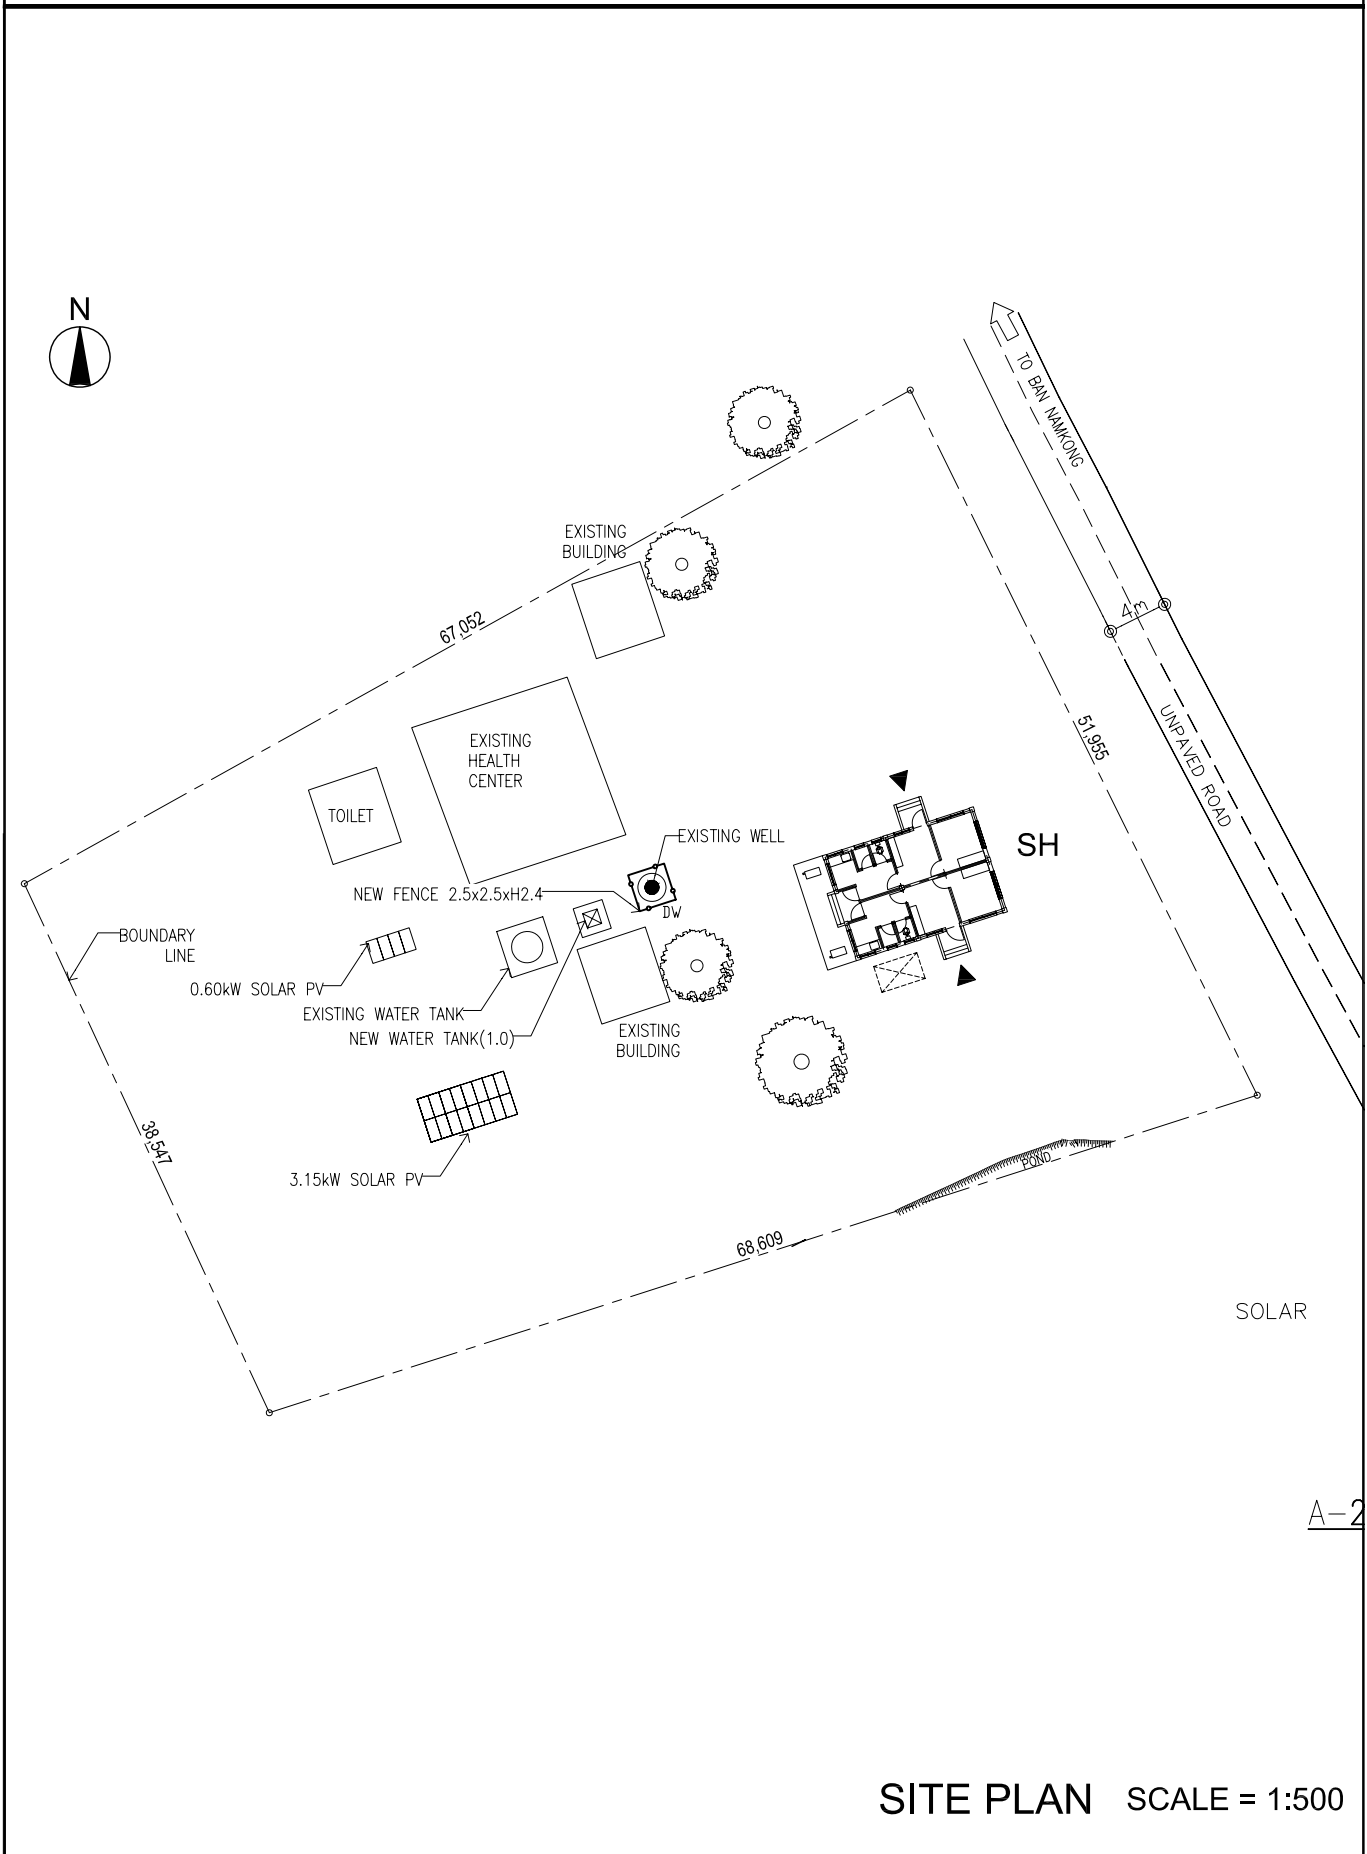 N
TO BAN NAMKONG
EXISTING
BUILDING
4m
67,052
UNPAVED ROAD
51,955
EXISTING
HEALTH
CENTER
TOILET
EXISTING WELL
SH
NEW FENCE 2.5x2.5xH2.4
DW
BOUNDARY
LINE
0.60kW SOLAR PV
EXISTING WATER TANK
NEW WATER TANK(1.0)
EXISTING
BUILDING
38,547
3.15kW SOLAR PV
POND
68,609
SOLAR
A-2
SITE PLAN SCALE = 1:500